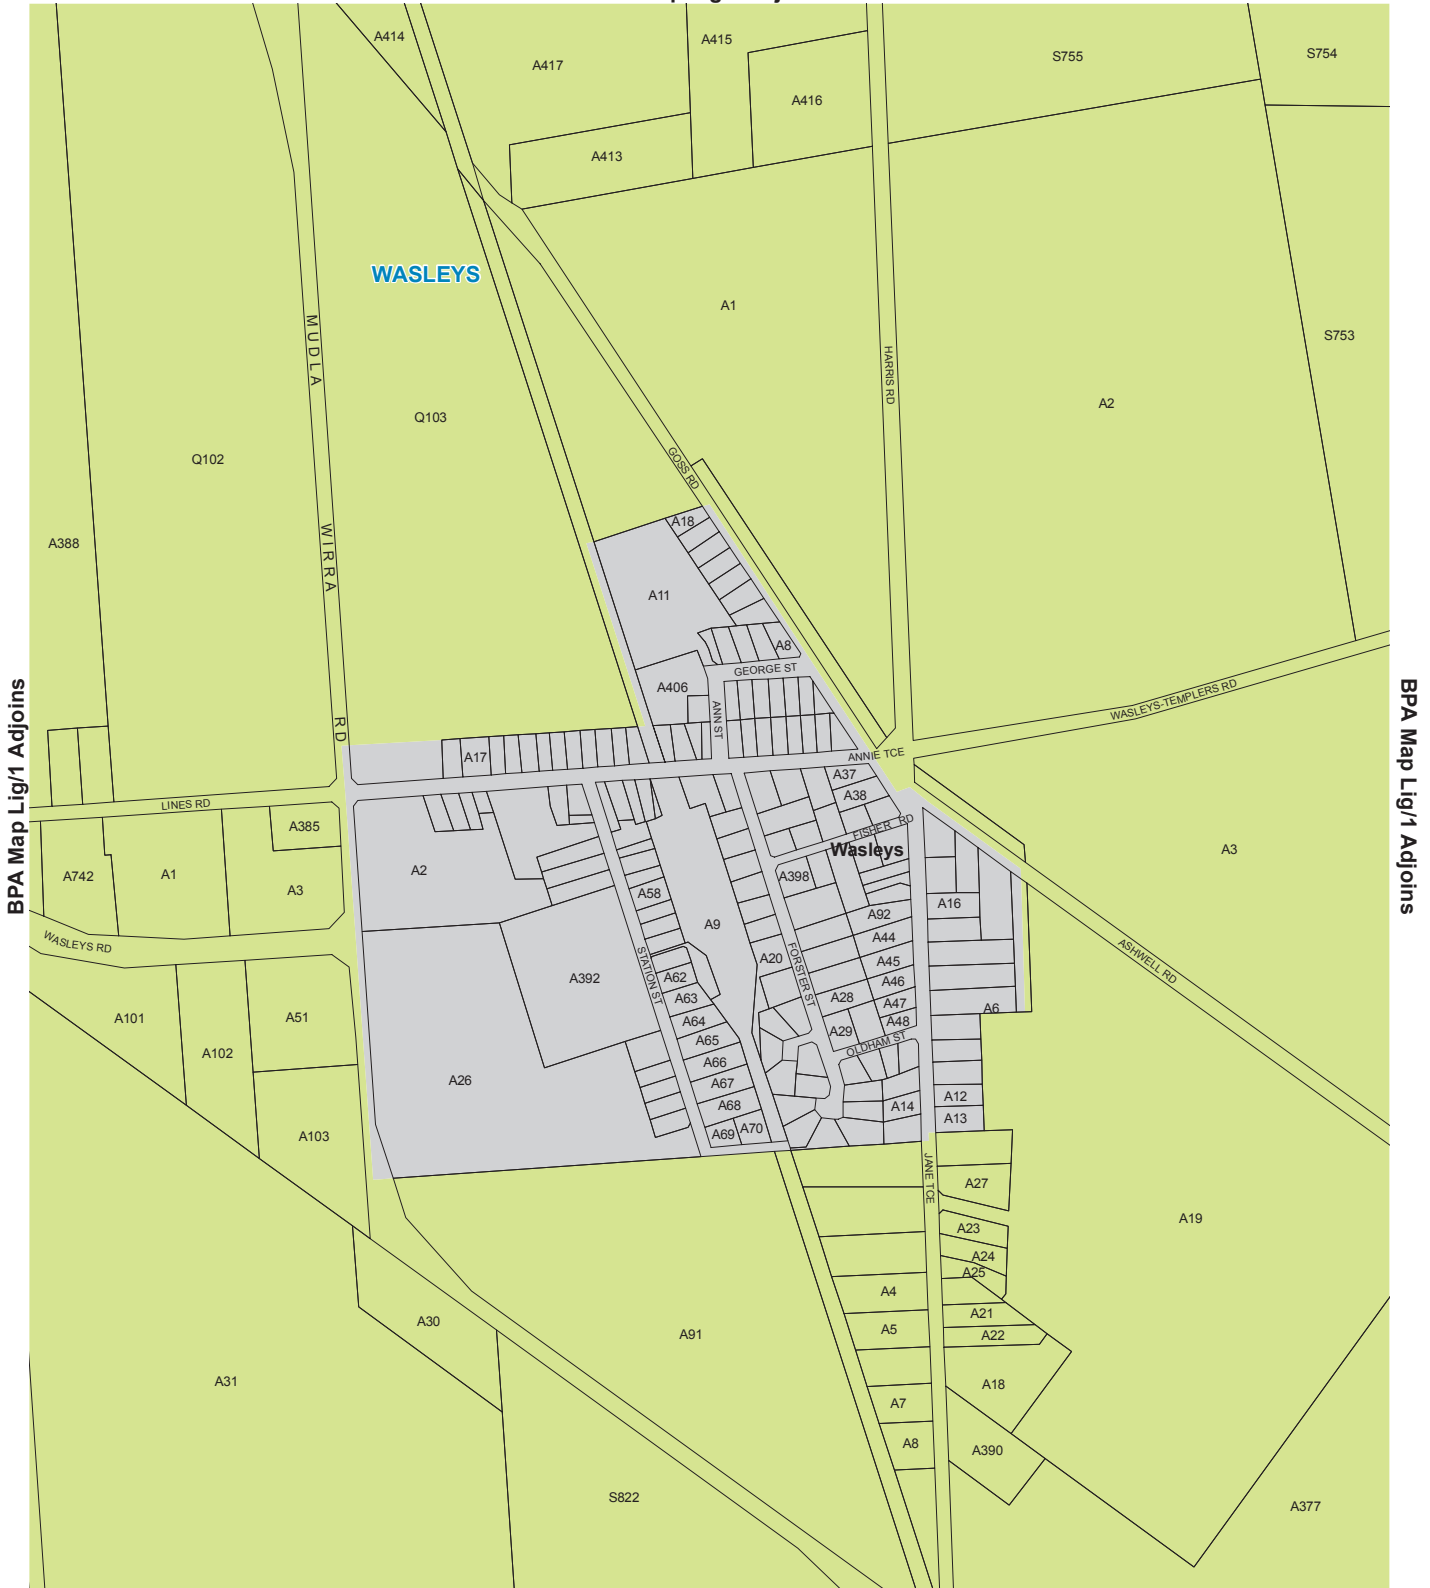 A414
A417
A415
A416
S755
S754
A413
WASLEYS
A1
MUDLA
HARRIS RD
S753
A2
Q103
Q102
GOSS RD
A388
WIRRA
A18
A11
A8
GEORGE ST
A406
BPA Map Lig/1 Adjoins
BPA Map Lig/1 Adjoins
WASLEYS-TEMPLERS RD
ANN ST
RD
A17
ANNIE TCE
A37
A38
LINES RD
A385
FISHER RD
Wasleys
A3
A742
A1
A2
A398
A3
A58
A16
A92
A9
A44
WASLEYS RD
A20
A45
ASHWELL RD
STATION ST
FORSTER ST
A392
A62
A46
A63
A28
A47
A6
A101
A51
A64
A48
A29
A65
OLDHAM ST
A102
A66
A26
A67
A12
A68
A14
A13
A103
A69
A70
JANE TCE
A27
A19
A23
A24
A25
A4
A21
A30
A5
A22
A91
A31
A18
A7
A8
A390
S822
A377